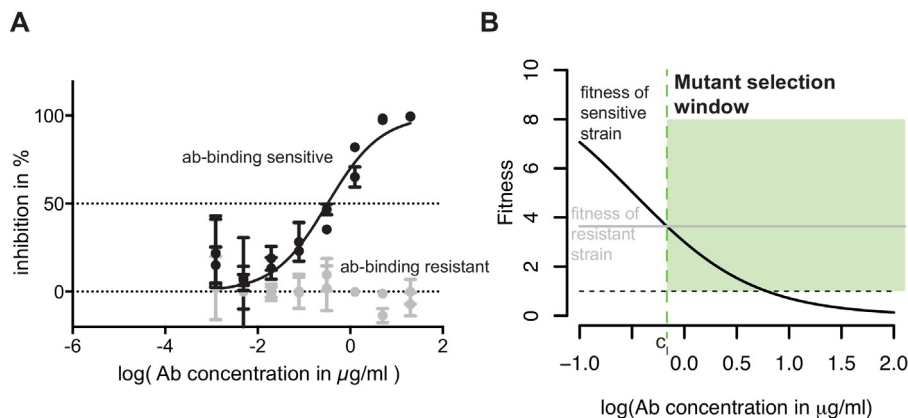 A
100
50
0
inhibition in %
ab-binding sensitive
ab-binding resistant
-6
-4
-2
0
2
log( Ab concentration in µg/ml )
B
10
8
6
4
2
0
Fitness
fitness of
sensitive
strain
Mutant selection
window
fitness of
resistant
strain
c
−1.0
0.0
0.5
1.0
1.5
2.0
log(Ab concentration in µg/ml)